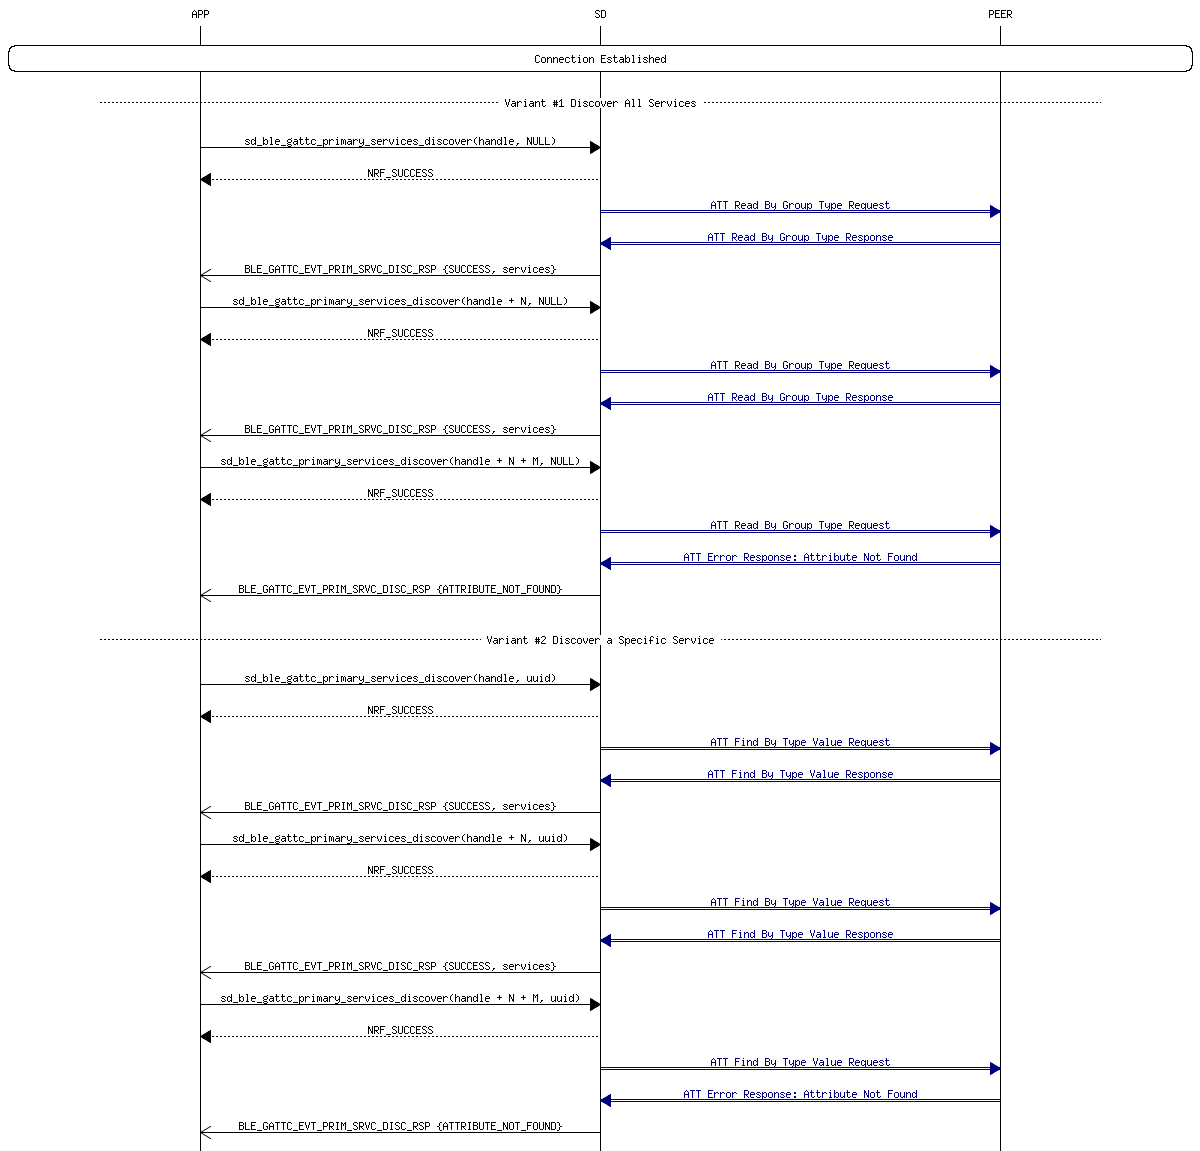 APP SD PEER
Connection Established
Variant #1 Discover All Services
sd_ble_gattc_primary_services_discover(handle, NULL)
NRF_SUCCESS
ATT Read By Group Type Request
ATT Read By Group Type Response
BLE_GATTC_EVT_PRIM_SRVC_DISC_RSP {SUCCESS, services}
sd_ble_gattc_primary_services_discover(handle + N, NULL)
NRF_SUCCESS
ATT Read By Group Type Request
ATT Read By Group Type Response
BLE_GATTC_EVT_PRIM_SRVC_DISC_RSP {SUCCESS, services}
sd_ble_gattc_primary_services_discover(handle + N + M, NULL)
NRF_SUCCESS
ATT Read By Group Type Request
ATT Error Response: Attribute Not Found
BLE_GATTC_EVT_PRIM_SRVC_DISC_RSP {ATTRIBUTE_NOT_FOUND}
Variant #2 Discover a Specific Service
sd_ble_gattc_primary_services_discover(handle, uuid)
NRF_SUCCESS
ATT Find By Type Value Request
ATT Find By Type Value Response
BLE_GATTC_EVT_PRIM_SRVC_DISC_RSP {SUCCESS, services}
sd_ble_gattc_primary_services_discover(handle + N, uuid)
NRF_SUCCESS
ATT Find By Type Value Request
ATT Find By Type Value Response
BLE_GATTC_EVT_PRIM_SRVC_DISC_RSP {SUCCESS, services}
sd_ble_gattc_primary_services_discover(handle + N + M, uuid)
NRF_SUCCESS
ATT Find By Type Value Request
ATT Error Response: Attribute Not Found
BLE_GATTC_EVT_PRIM_SRVC_DISC_RSP {ATTRIBUTE_NOT_FOUND}